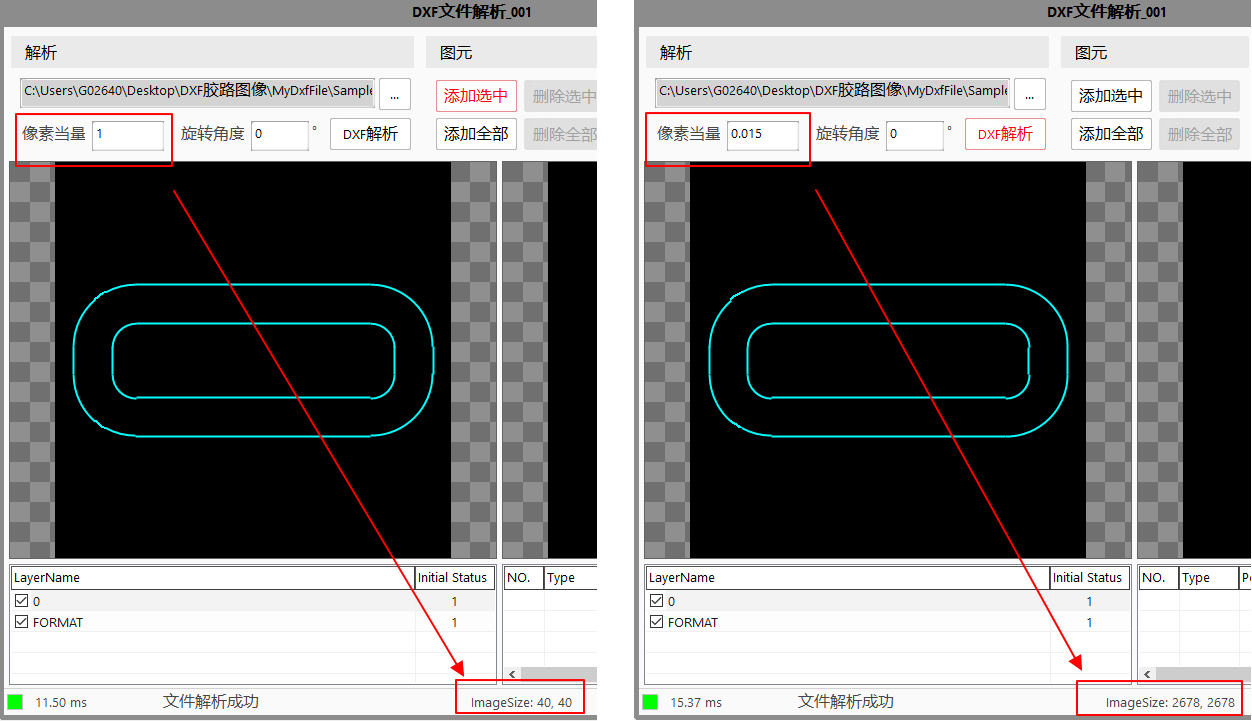 DXF文件解析_001
解析
图元
C:\Users\G02640\Desktop\DXF胶路图像\MyDxfFile\Sample
...
添加选中
删除选中
像素当量 1
旋转角度 0 °
DXF解析
添加全部
删除全部
LayerName
Initial Status
NO.
Type
0
1
FORMAT
1
<
11.50 ms
文件解析成功
ImageSize: 40, 40
DXF文件解析_001
解析
图元
C:\Users\G02640\Desktop\DXF胶路图像\MyDxfFile\Sample
...
添加选中
删除选中
像素当量 0.015
旋转角度 0 °
DXF解析
添加全部
删除全部
LayerName
Initial Status
NO.
Type
0
1
FORMAT
1
<
15.37 ms
文件解析成功
ImageSize: 2678, 2678